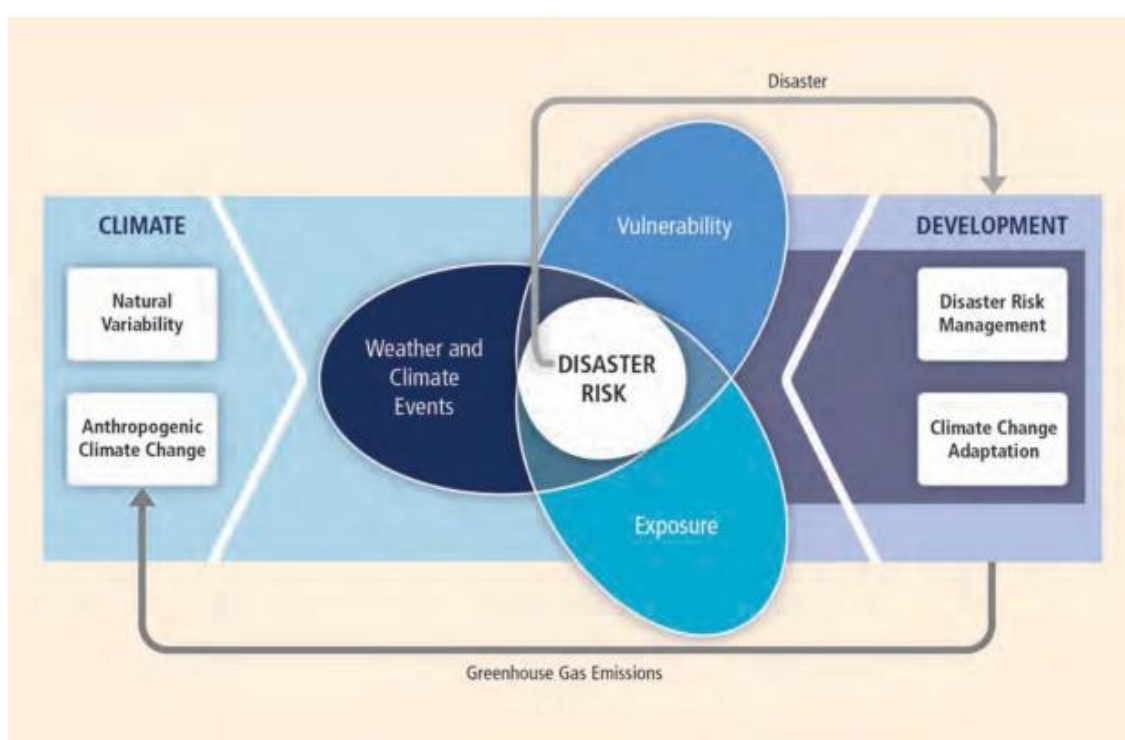 Disaster
CLIMATE
Natural
Variability
Anthropogenic
Climate Change
Vulnerability
Weather and
Climate
Events
DISASTER
RISK
Exposure
DEVELOPMENT
Disaster Risk
Management
Climate Change
Adaptation
Greenhouse Gas Emissions